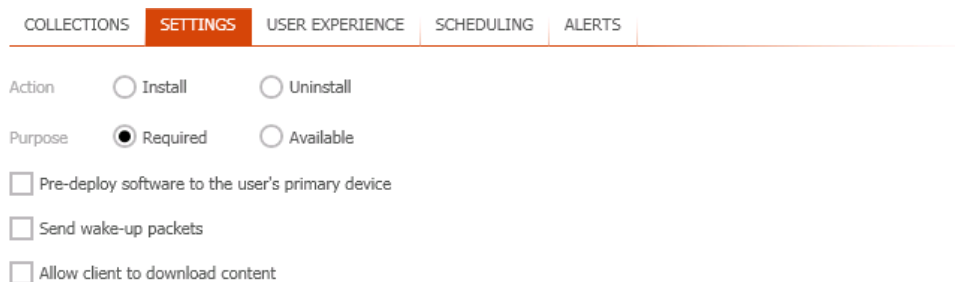 COLLECTIONS SETTINGS USER EXPERIENCE SCHEDULING ALERTS
Action Install Uninstall
Purpose Required Available
Pre-deploy software to the user's primary device
Send wake-up packets
Allow client to download content